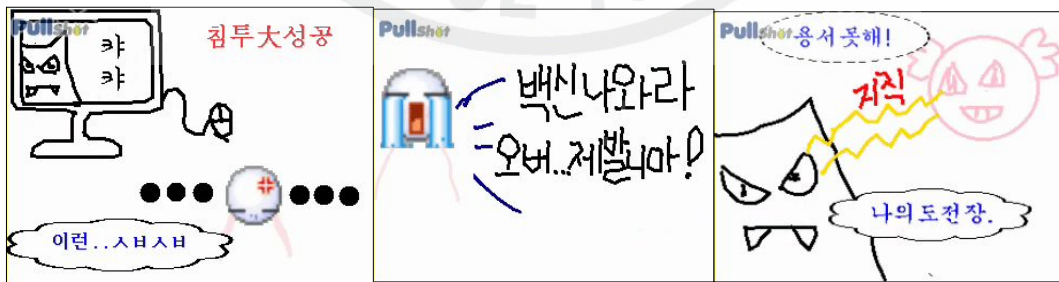 PullShot
캬
캬
침투大성공
이런..ㅅㅂㅅㅂ
PullShot
백신나와라
오버...제발니마!
PullShot
용서못해!
지직
나의도전장.